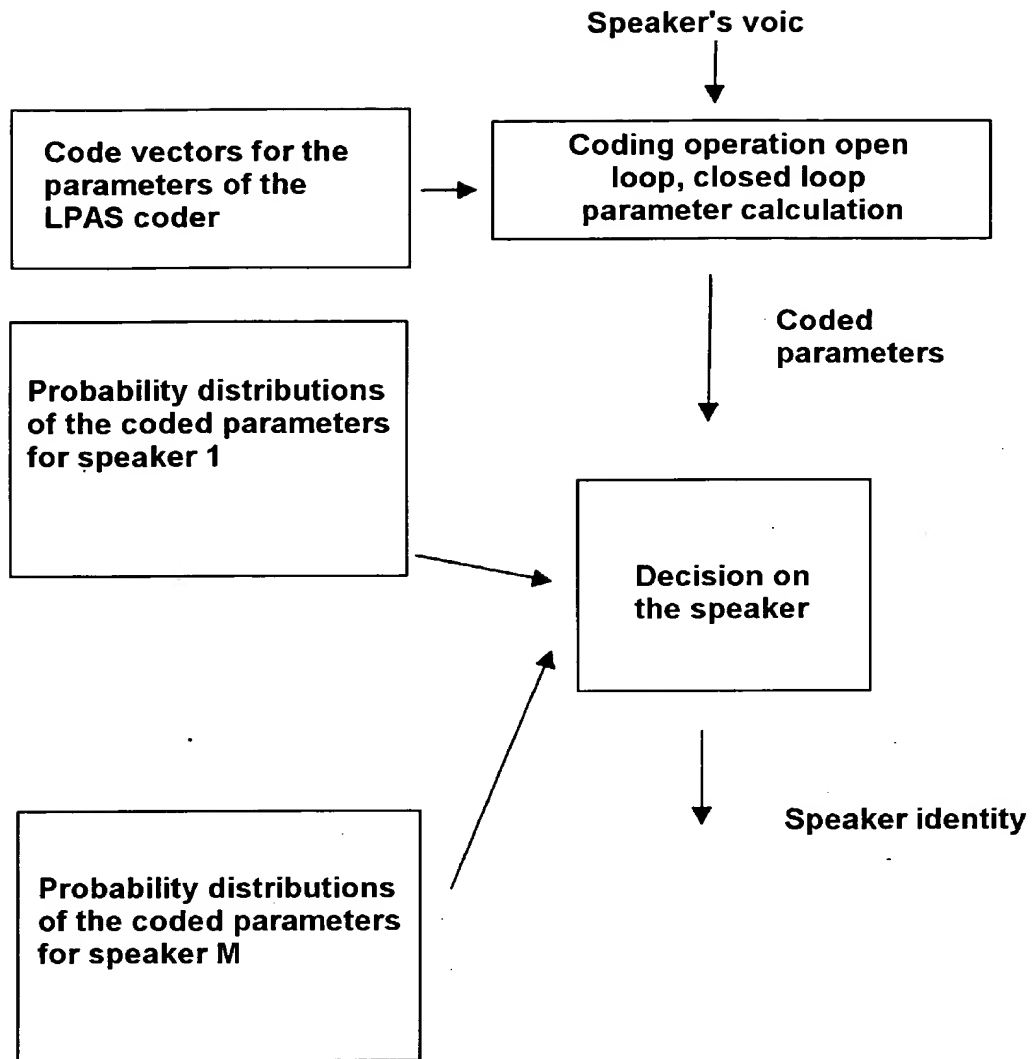 Speaker's voic
Code vectors for the
parameters of the
LPAS coder
Coding operation open
loop, closed loop
parameter calculation
Coded
parameters
Probability distributions
of the coded parameters
for speaker 1
Decision on
the speaker
Speaker identity
Probability distributions
of the coded parameters
for speaker M